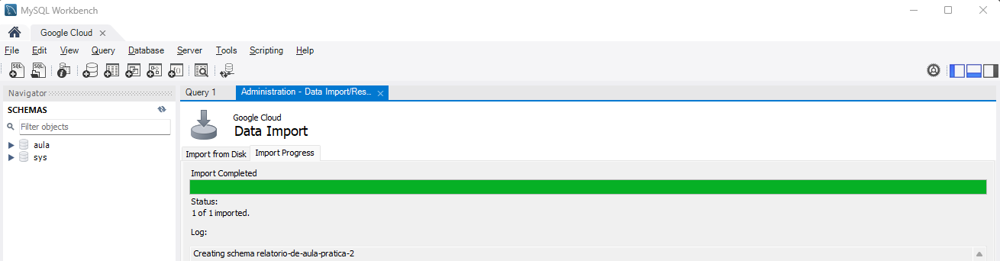 MySQL Workbench
Google Cloud
File Edit View Query Database Server Tools Scripting Help
SQL SQL
Navigator
SCHEMAS
Filter objects
aula
sys
Query 1
Administration - Data Import/Res...
Google Cloud
Data Import
Import from Disk
Import Progress
Import Completed
Status:
1 of 1 imported.
Log:
Creating schema relatorio-de-aula-pratica-2